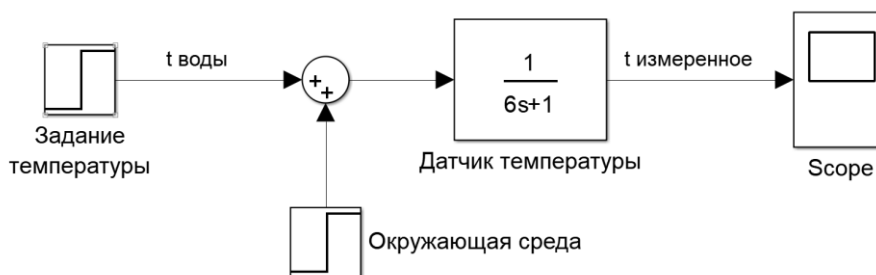 t воды
t измеренное
+
+
1
6s+1
Задание
температуры
Датчик температуры
Scope
Окружающая среда